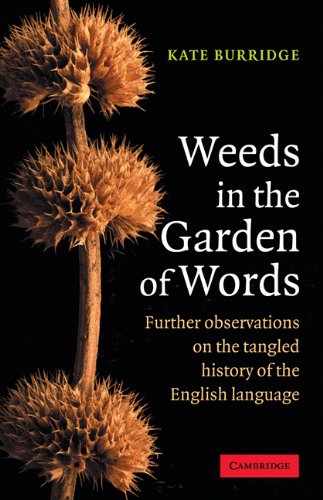 KATE BURRIDGE
Weeds
in the
Garden
of Words
Further observations
on the tangled
history of the
English language
CAMBRIDGE